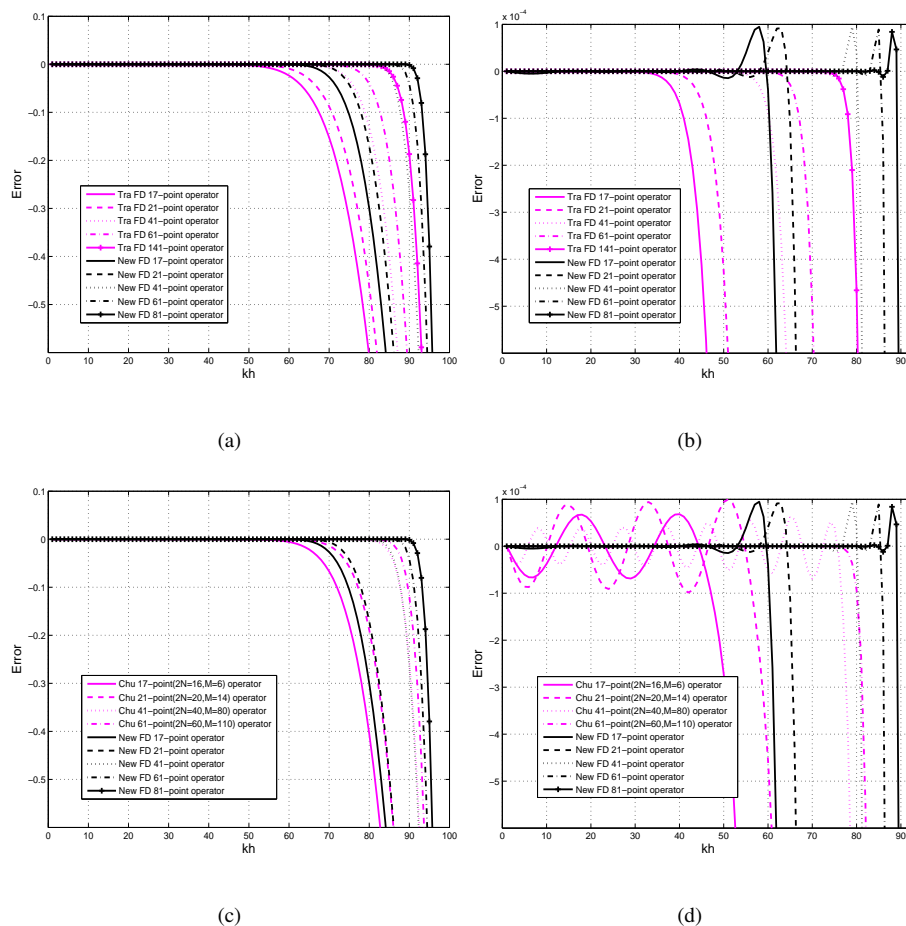 0.1
0
−0.1
−0.2
−0.3
−0.4
−0.5
Error
0 10 20 30 40 50 60 70 80 90 100
kh
Tra FD 17−point operator
Tra FD 21−point operator
Tra FD 41−point operator
Tra FD 61−point operator
Tra FD 141−point operator
New FD 17−point operator
New FD 21−point operator
New FD 41−point operator
New FD 61−point operator
New FD 81−point operator
(a)
x 10⁻⁴
1
0
−1
−2
−3
−4
−5
Error
0 10 20 30 40 50 60 70 80 90
kh
Tra FD 17−point operator
Tra FD 21−point operator
Tra FD 41−point operator
Tra FD 61−point operator
Tra FD 141−point operator
New FD 17−point operator
New FD 21−point operator
New FD 41−point operator
New FD 61−point operator
New FD 81−point operator
(b)
0.1
0
−0.1
−0.2
−0.3
−0.4
−0.5
Error
0 10 20 30 40 50 60 70 80 90 100
kh
Chu 17−point(2N=16,M=6) operator
Chu 21−point(2N=20,M=14) operator
Chu 41−point(2N=40,M=80) operator
Chu 61−point(2N=60,M=110) operator
New FD 17−point operator
New FD 21−point operator
New FD 41−point operator
New FD 61−point operator
New FD 81−point operator
(c)
x 10⁻⁴
1
0
−1
−2
−3
−4
−5
Error
0 10 20 30 40 50 60 70 80 90
kh
Chu 17−point(2N=16,M=6) operator
Chu 21−point(2N=20,M=14) operator
Chu 41−point(2N=40,M=80) operator
Chu 61−point(2N=60,M=110) operator
New FD 17−point operator
New FD 21−point operator
New FD 41−point operator
New FD 61−point operator
New FD 81−point operator
(d)